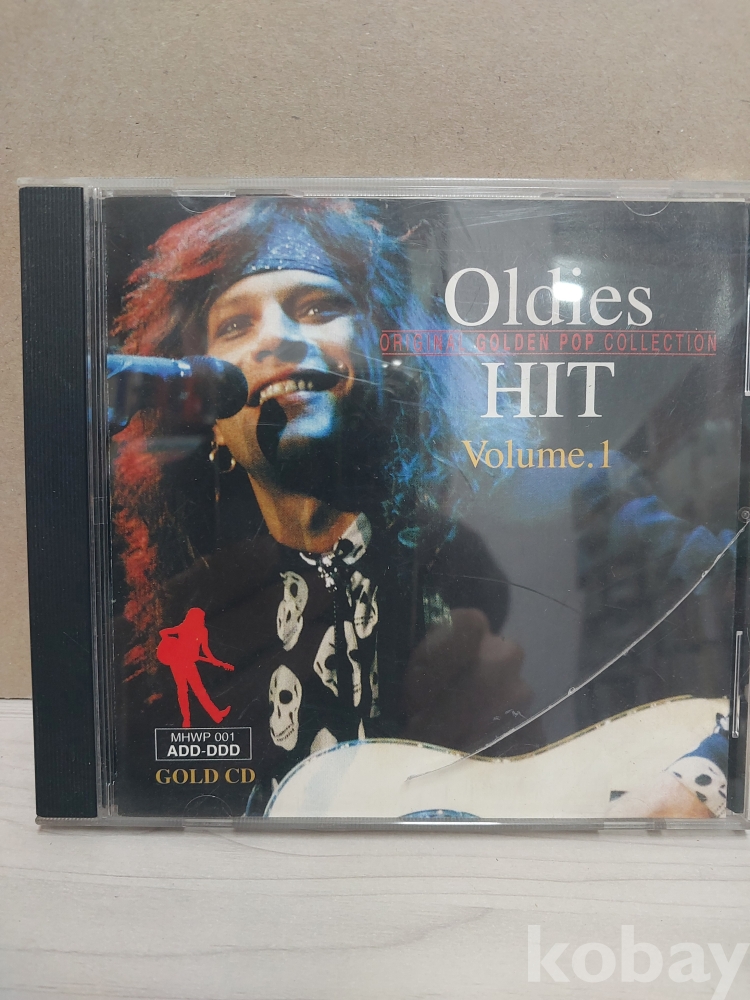 Oldies
ORIGINAL GOLDEN POP COLLECTION
HIT
Volume.1
MHWP 001
ADD-DDD
GOLD CD
kobay